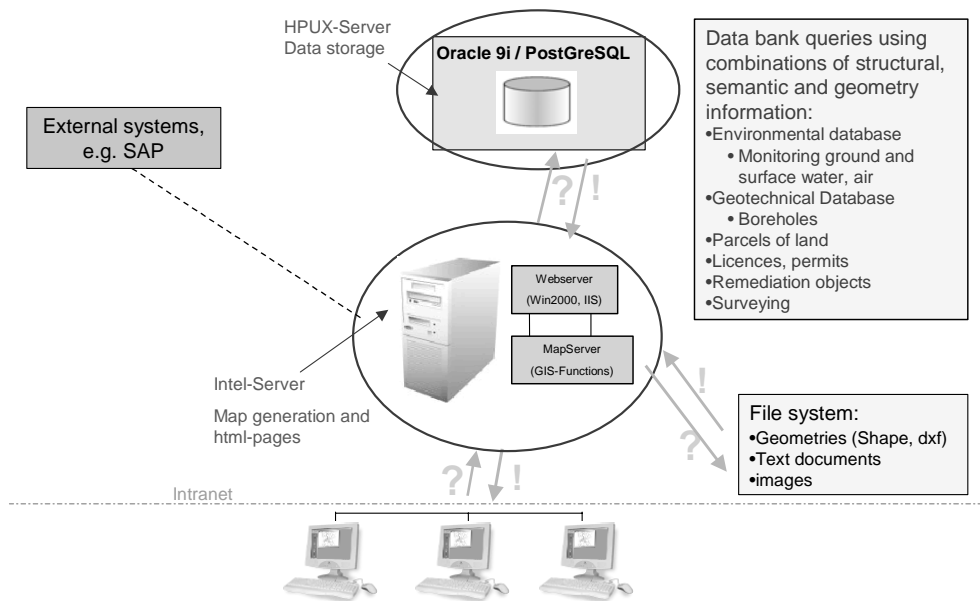 HPUX-Server
Data storage
Oracle 9i / PostGreSQL
External systems,
e.g. SAP
Data bank queries using
combinations of structural,
semantic and geometry
information:
•Environmental database
• Monitoring ground and
surface water, air
•Geotechnical Database
• Boreholes
•Parcels of land
•Licences, permits
•Remediation objects
•Surveying
? !
Webserver
(Win2000, IIS)
MapServer
(GIS-Functions)
Intel-Server
Map generation and
html-pages
!
?
File system:
•Geometries (Shape, dxf)
•Text documents
•images
? !
Intranet